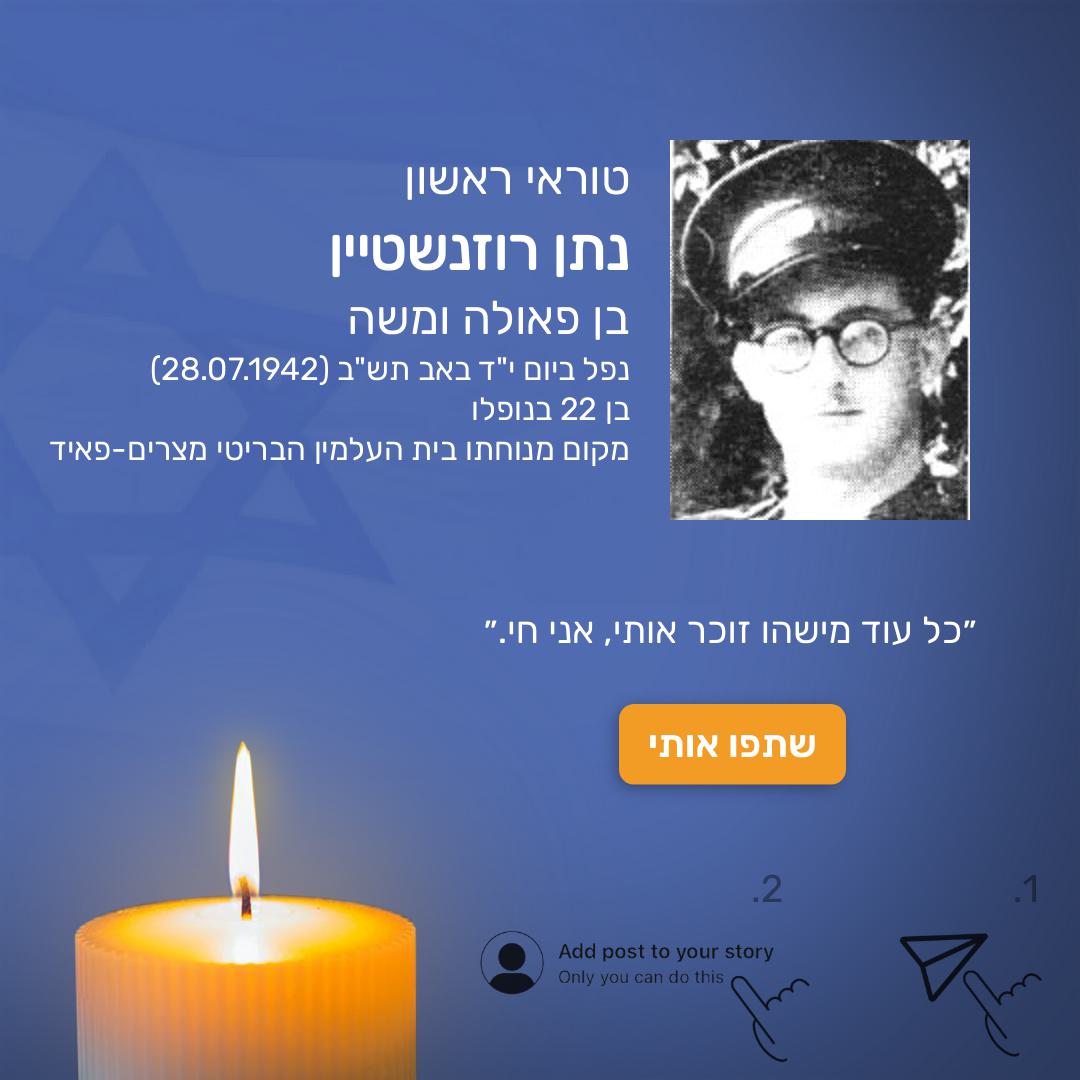 טוראי ראשון
נתן רוזנשטיין
בן פאולה ומשה
נפל ביום י"ד באב תש"ב (28.07.1942)
בן 22 בנופלו
מקום מנוחתו בית העלמין הבריטי מצרים-פאיד
״כל עוד מישהו זוכר אותי, אני חי.״
שתפו אותי
1.
2.
Add post to your story
Only you can do this